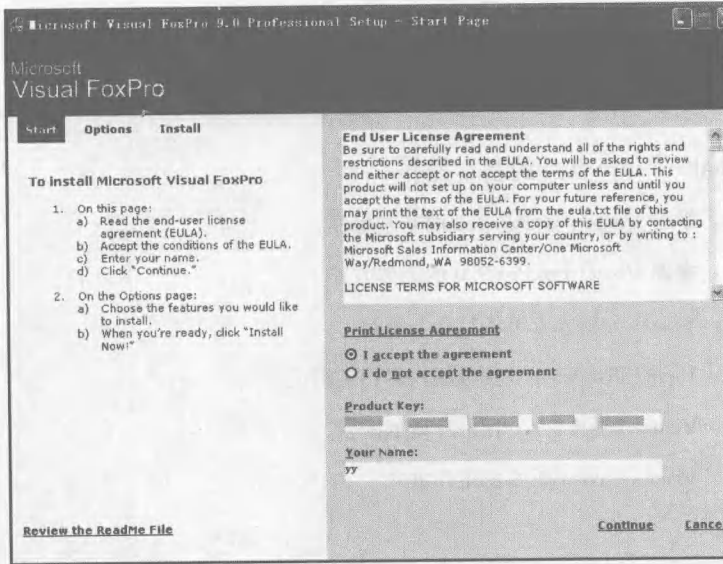 Microsoft Visual FoxPro 9.0 Professional Setup - Start Page
Microsoft
Visual FoxPro
Start Options Install
To install Microsoft Visual FoxPro
1. On this page:
a) Read the end-user license
agreement (EULA).
b) Accept the conditions of the EULA.
c) Enter your name.
d) Click "Continue."
2. On the Options page:
a) Choose the features you would like
to install.
b) When you're ready, click "Install
Now!"
Review the ReadMe File
End User License Agreement
Be sure to carefully read and understand all of the rights and
restrictions described in the EULA. You will be asked to review
and either accept or not accept the terms of the EULA. This
product will not set up on your computer unless and until you
accept the terms of the EULA. For your future reference, you
may print the text of the EULA from the eula.txt file of this
product. You may also receive a copy of this EULA by contacting
the Microsoft subsidiary serving your country, or by writing to :
Microsoft Sales Information Center/One Microsoft
Way/Redmond, WA 98052-6399.
LICENSE TERMS FOR MICROSOFT SOFTWARE
Print License Agreement
I accept the agreement
I do not accept the agreement
Product Key:
Your Name:
yy
Continue Cance